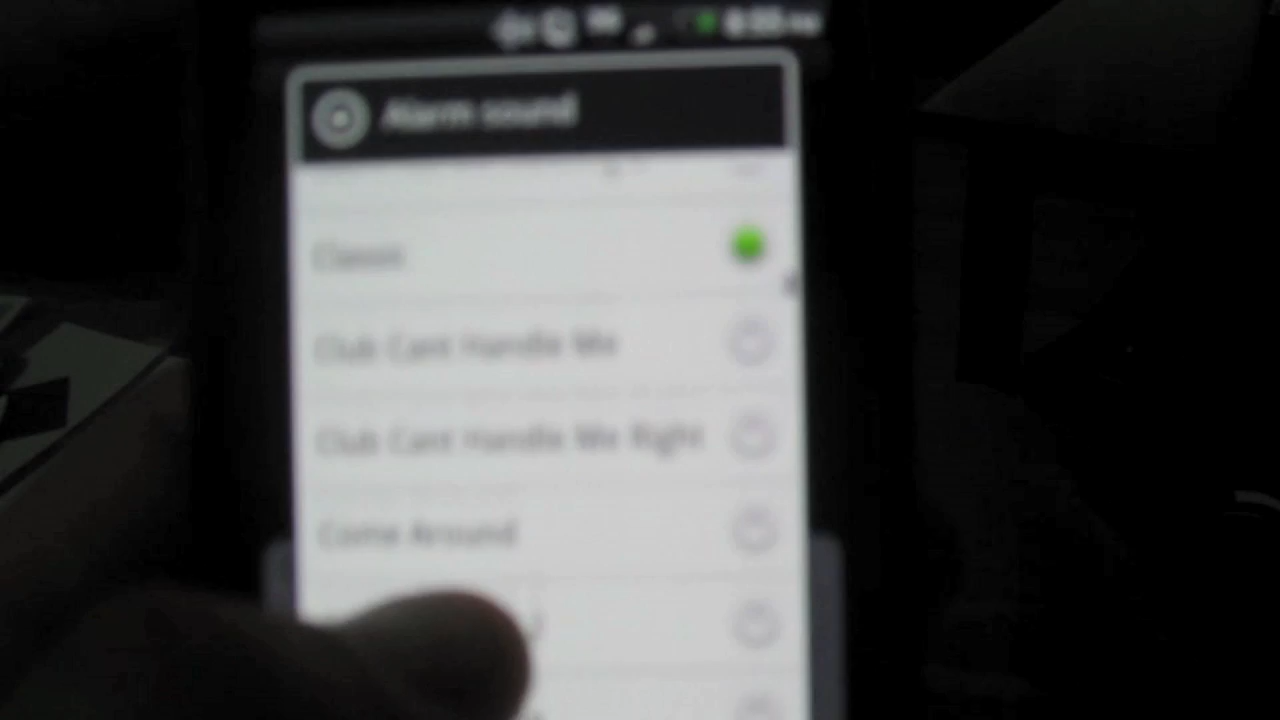 Alarm sound
Classic
Club Cant Handle Me
Club Cant Handle Me Right
Come Around